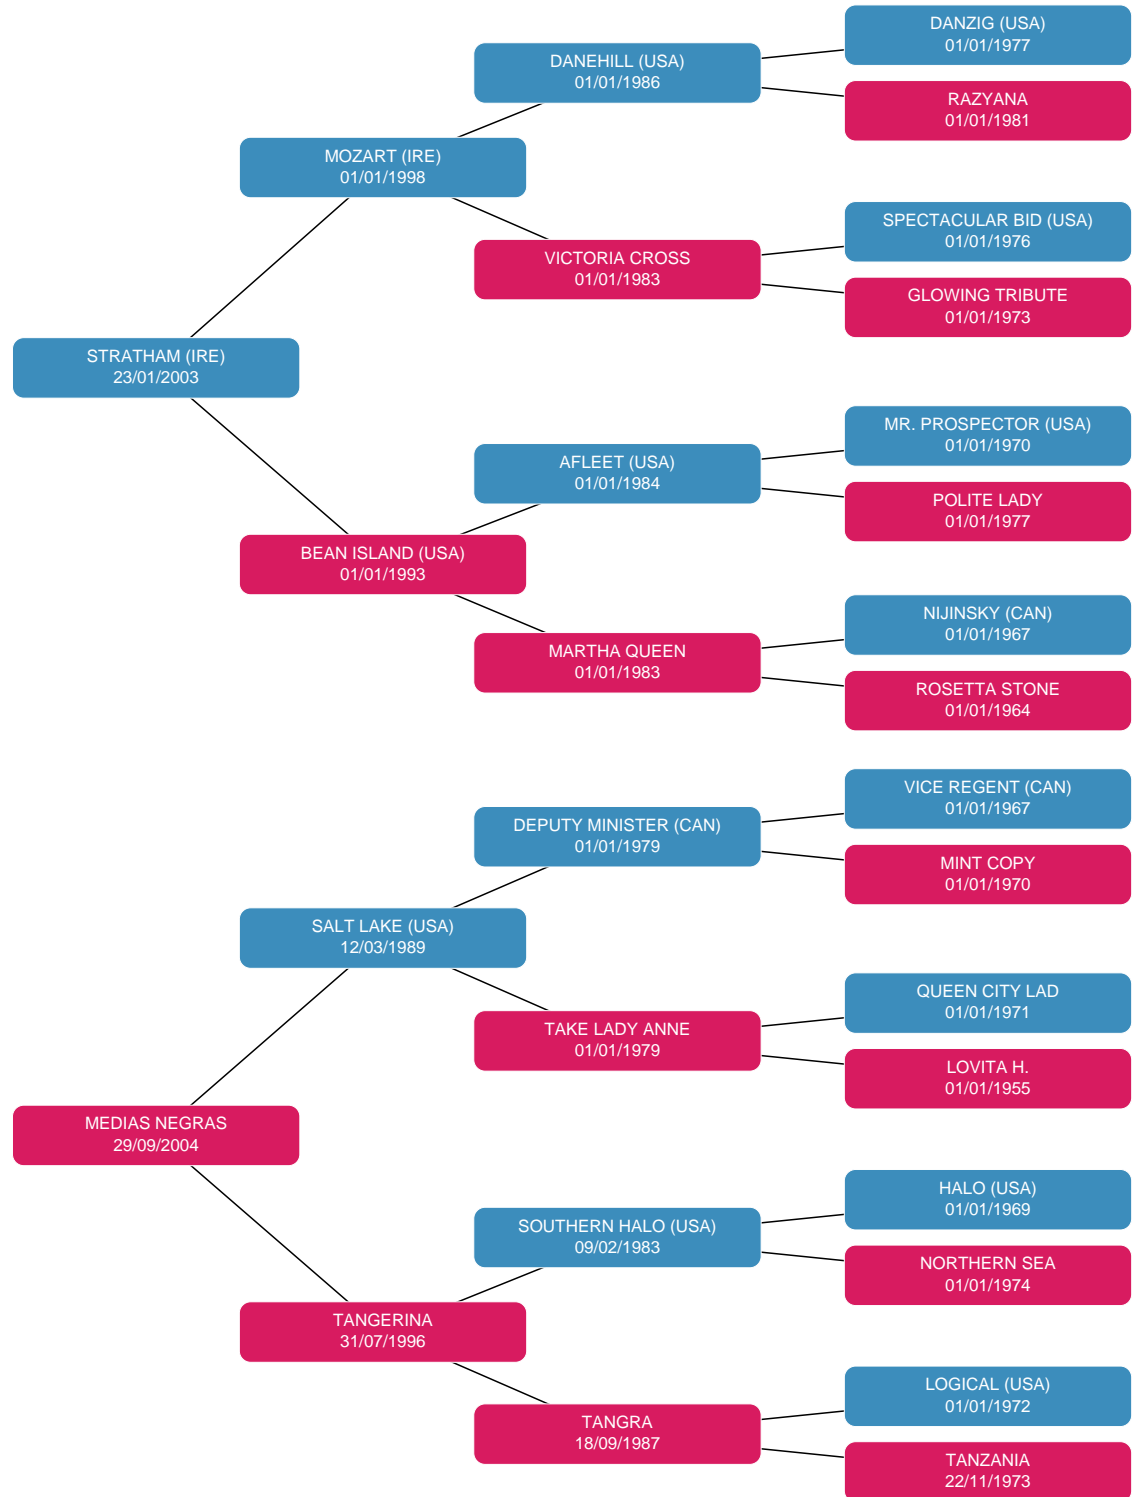 DANZIG (USA)
01/01/1977
DANEHILL (USA)
01/01/1986
RAZYANA
01/01/1981
MOZART (IRE)
01/01/1998
SPECTACULAR BID (USA)
01/01/1976
VICTORIA CROSS
01/01/1983
GLOWING TRIBUTE
01/01/1973
STRATHAM (IRE)
23/01/2003
MR. PROSPECTOR (USA)
01/01/1970
AFLEET (USA)
01/01/1984
POLITE LADY
01/01/1977
BEAN ISLAND (USA)
01/01/1993
NIJINSKY (CAN)
01/01/1967
MARTHA QUEEN
01/01/1983
ROSETTA STONE
01/01/1964
VICE REGENT (CAN)
01/01/1967
DEPUTY MINISTER (CAN)
01/01/1979
MINT COPY
01/01/1970
SALT LAKE (USA)
12/03/1989
QUEEN CITY LAD
01/01/1971
TAKE LADY ANNE
01/01/1979
LOVITA H.
01/01/1955
MEDIAS NEGRAS
29/09/2004
HALO (USA)
01/01/1969
SOUTHERN HALO (USA)
09/02/1983
NORTHERN SEA
01/01/1974
TANGERINA
31/07/1996
LOGICAL (USA)
01/01/1972
TANGRA
18/09/1987
TANZANIA
22/11/1973